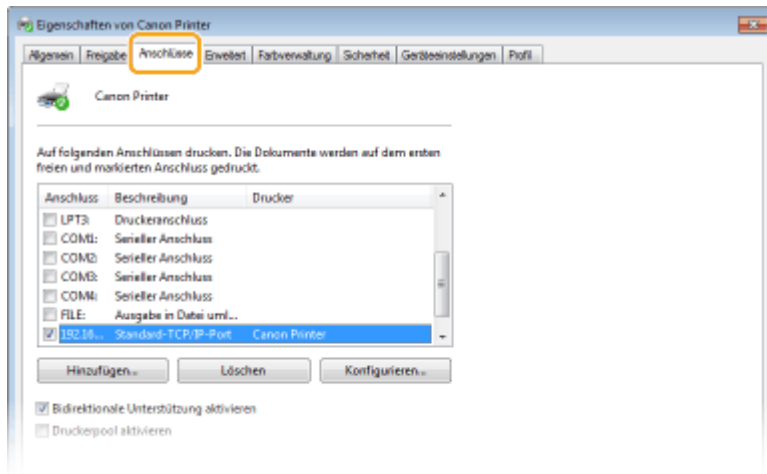 Eigenschaften von Canon Printer
Allgemein Freigabe Anschlüsse Erweitert Farbverwaltung Sicherheit Geräteeinstellungen Profil
Canon Printer
Auf folgenden Anschlüssen drucken. Die Dokumente werden auf dem ersten
freien und markierten Anschluss gedruckt.
Anschluss Beschreibung Drucker
LPT3: Druckeranschluss
COM1: Serieller Anschluss
COM2: Serieller Anschluss
COM3: Serieller Anschluss
COM4: Serieller Anschluss
FILE: Ausgabe in Datei uml...
192.16... Standard-TCP/IP-Port Canon Printer
Hinzufügen... Löschen Konfigurieren...
Bidirektionale Unterstützung aktivieren
Druckerpool aktivieren